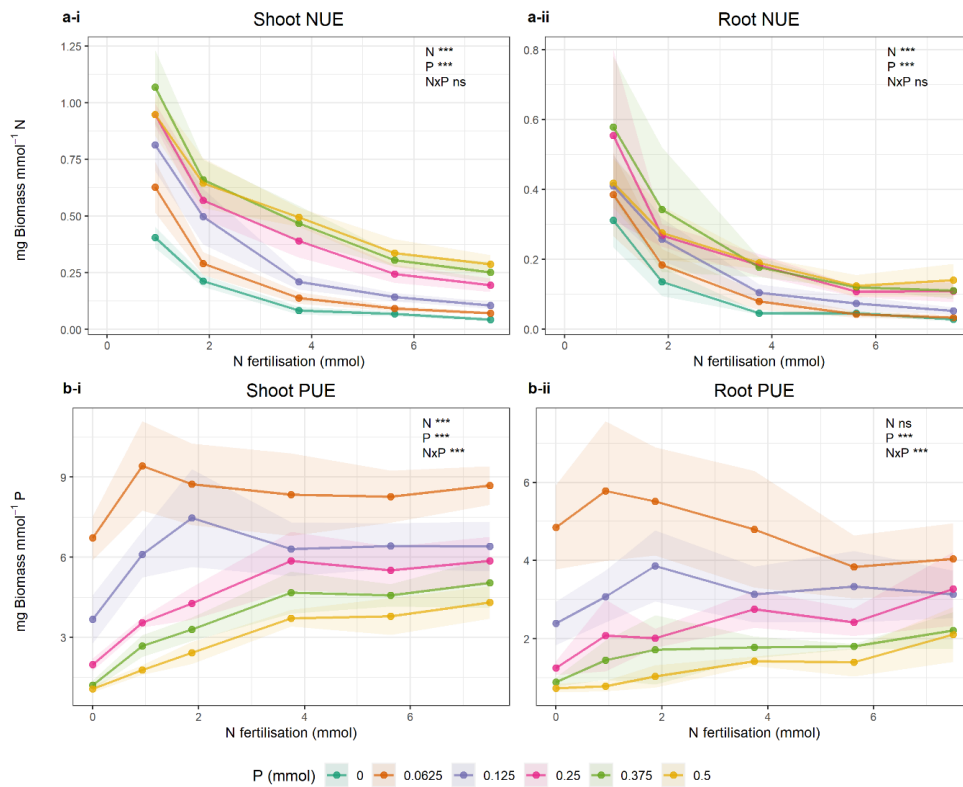 a-i
Shoot NUE
a-ii
Root NUE
mg Biomass mmol⁻¹ N
1.25
1.00
0.75
0.50
0.25
0.00
N ***
P ***
NxP ns
0
2
4
6
N fertilisation (mmol)
0.8
0.6
0.4
0.2
0.0
N ***
P ***
NxP ns
0
2
4
6
N fertilisation (mmol)
b-i
Shoot PUE
b-ii
Root PUE
mg Biomass mmol⁻¹ P
9
6
3
N ***
P ***
NxP ***
0
2
4
6
N fertilisation (mmol)
6
4
2
N ns
P ***
NxP ***
0
2
4
6
N fertilisation (mmol)
P (mmol) 0 0.0625 0.125 0.25 0.375 0.5